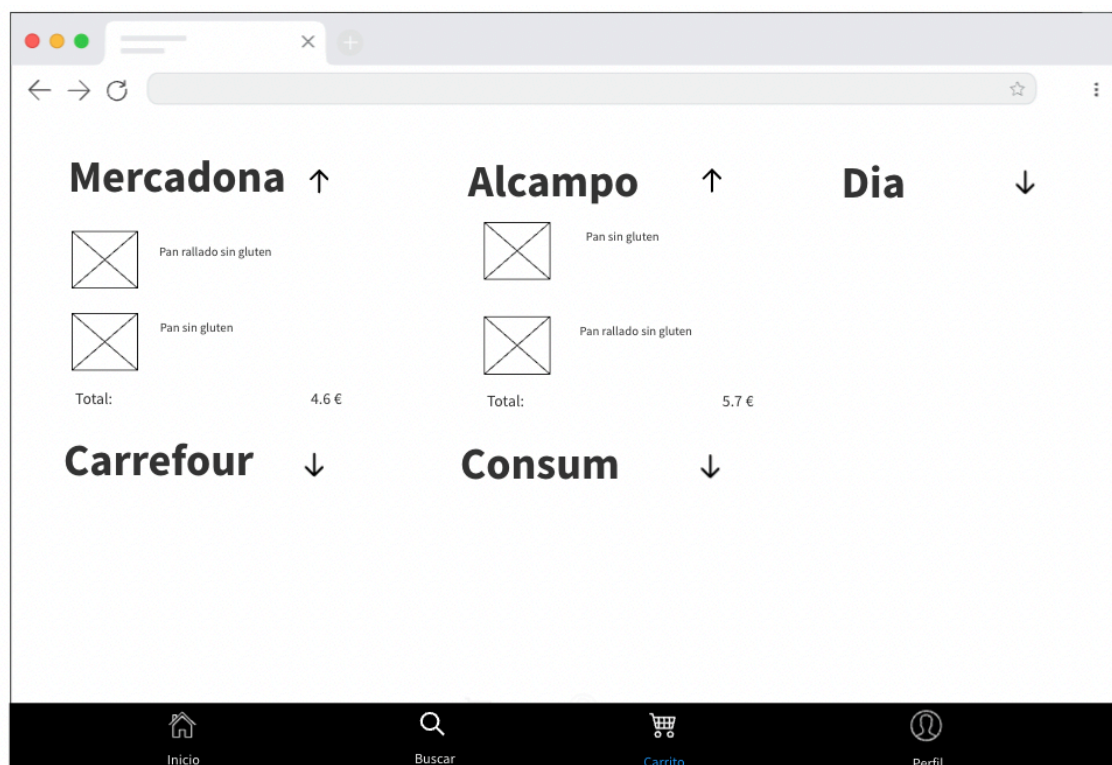 Mercadona
Alcampo
Dia
Pan rallado sin gluten
Pan sin gluten
Total:
4.6 €
Pan sin gluten
Pan rallado sin gluten
Total:
5.7 €
Carrefour
Consum
Inicio
Buscar
Carrito
Perfil